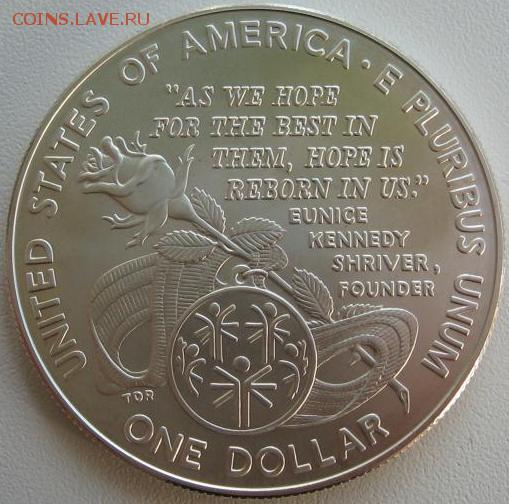 COINS.LAVE.RU
UNITED STATES OF AMERICA · E PLURIBUS UNUM
"AS WE HOPE
FOR THE BEST IN
THEM, HOPE IS
REBORN IN US."
EUNICE
KENNEDY
SHRIVER,
FOUNDER
TDR
ONE DOLLAR